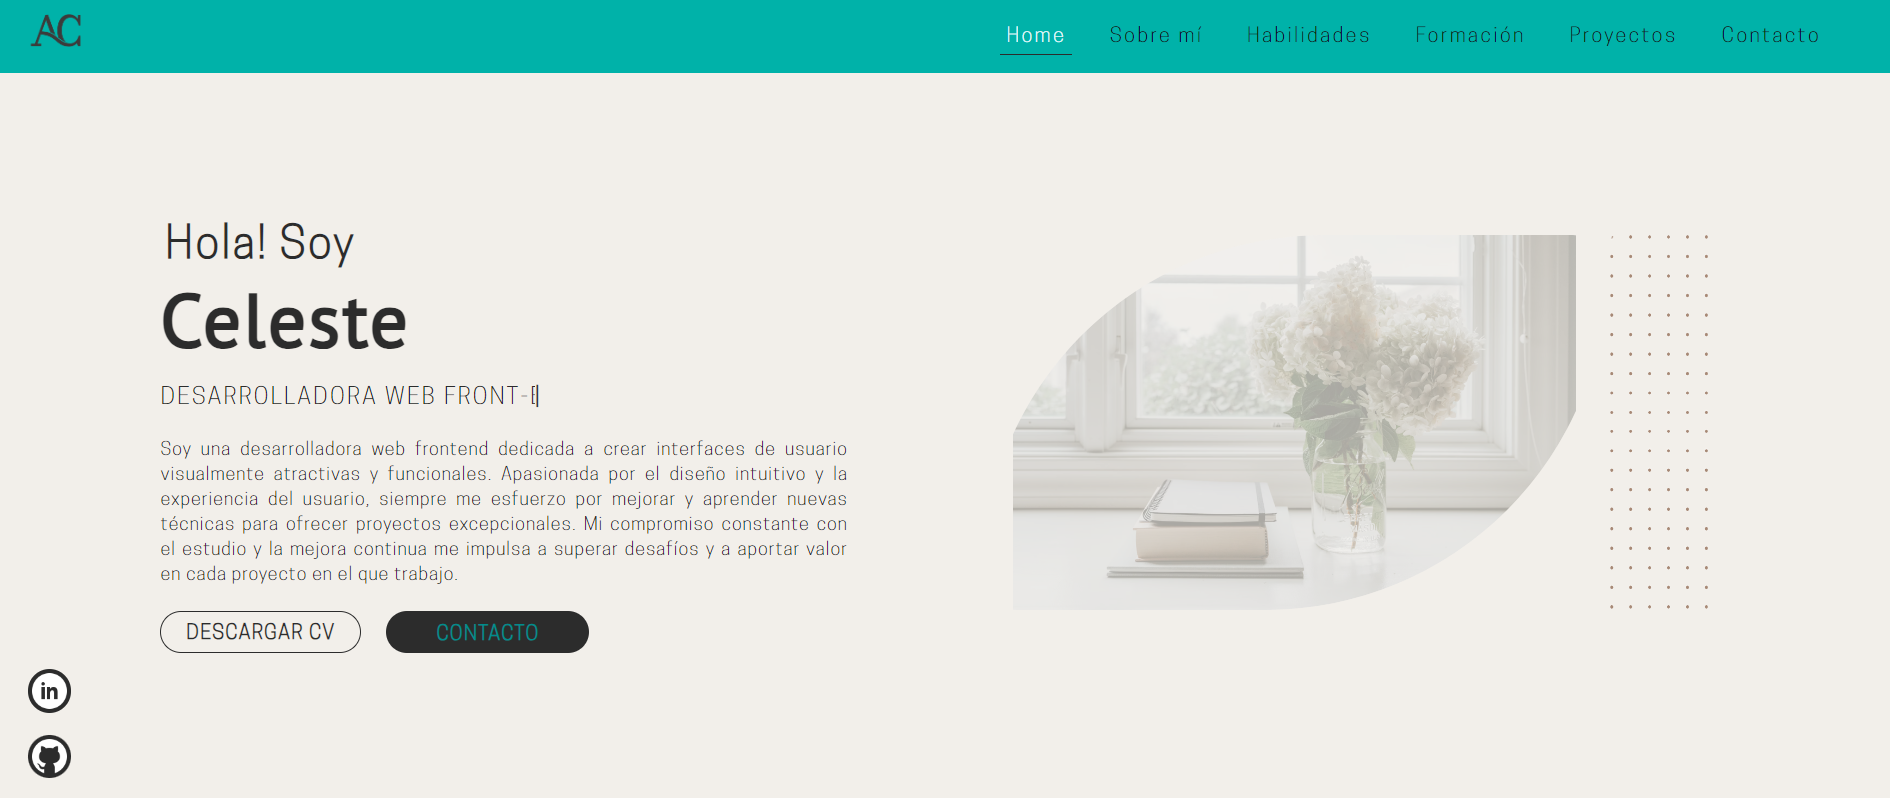 AC
Home Sobre mí Habilidades Formación Proyectos Contacto
Hola! Soy
Celeste
DESARROLLADORA WEB FRONT-E
Soy una desarrolladora web frontend dedicada a crear interfaces de usuario
visualmente atractivas y funcionales. Apasionada por el diseño intuitivo y la
experiencia del usuario, siempre me esfuerzo por mejorar y aprender nuevas
técnicas para ofrecer proyectos excepcionales. Mi compromiso constante con
el estudio y la mejora continua me impulsa a superar desafíos y a aportar valor
en cada proyecto en el que trabajo.
DESCARGAR CV CONTACTO
in